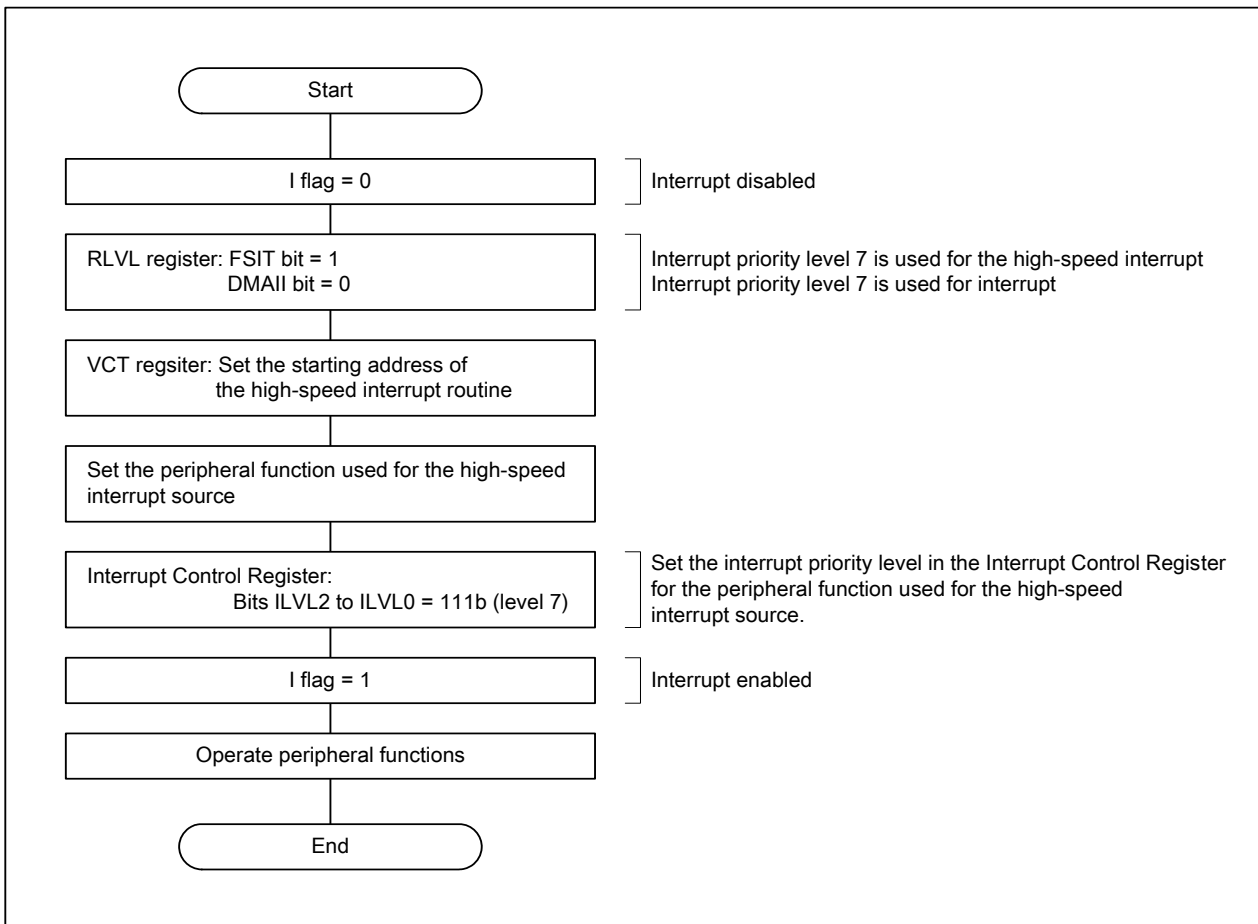 Start
I flag = 0
Interrupt disabled
RLVL register: FSIT bit = 1
DMAII bit = 0
Interrupt priority level 7 is used for the high-speed interrupt
Interrupt priority level 7 is used for interrupt
VCT regsiter: Set the starting address of
the high-speed interrupt routine
Set the peripheral function used for the high-speed
interrupt source
Interrupt Control Register:
Bits ILVL2 to ILVL0 = 111b (level 7)
Set the interrupt priority level in the Interrupt Control Register
for the peripheral function used for the high-speed
interrupt source.
I flag = 1
Interrupt enabled
Operate peripheral functions
End